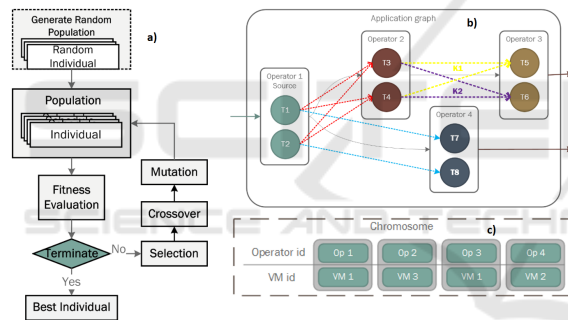 Generate Random
Population
Random
Individual
a)
Population
Individual
Fitness
Evaluation
Terminate
No
Yes
Best Individual
Selection
Crossover
Mutation
Application graph
b)
Operator 1
Source
T1
T2
Operator 2
T3
T4
K1
K2
Operator 3
T5
T6
Operator 4
T7
T8
c)
Chromosome
Operator id
Op 1
Op 2
Op 3
Op 4
VM id
VM 1
VM 3
VM 1
VM 2
SCIENCE AND TECH